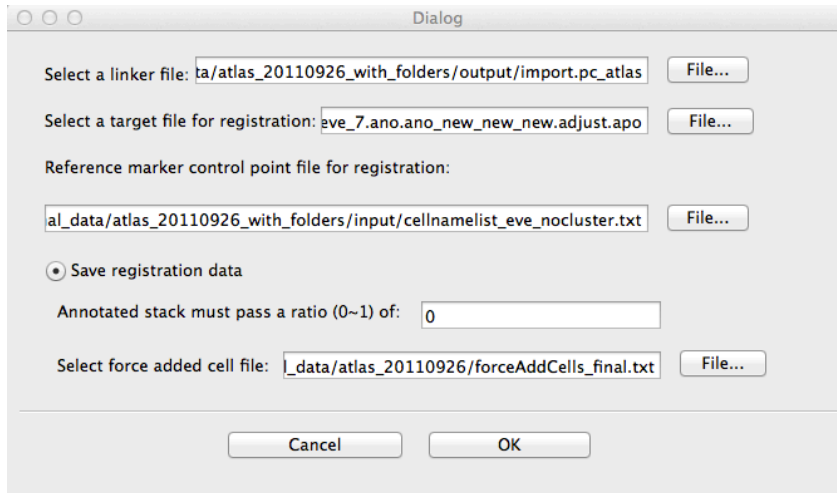 Dialog
Select a linker file: ta/atlas_20110926_with_folders/output/import.pc_atlas File...
Select a target file for registration: eve_7.ano.ano_new_new_new.adjust.apo File...
Reference marker control point file for registration:
al_data/atlas_20110926_with_folders/input/cellnamelist_eve_nocluster.txt File...
Save registration data
Annotated stack must pass a ratio (0~1) of: 0
Select force added cell file: l_data/atlas_20110926/forceAddCells_final.txt File...
Cancel OK